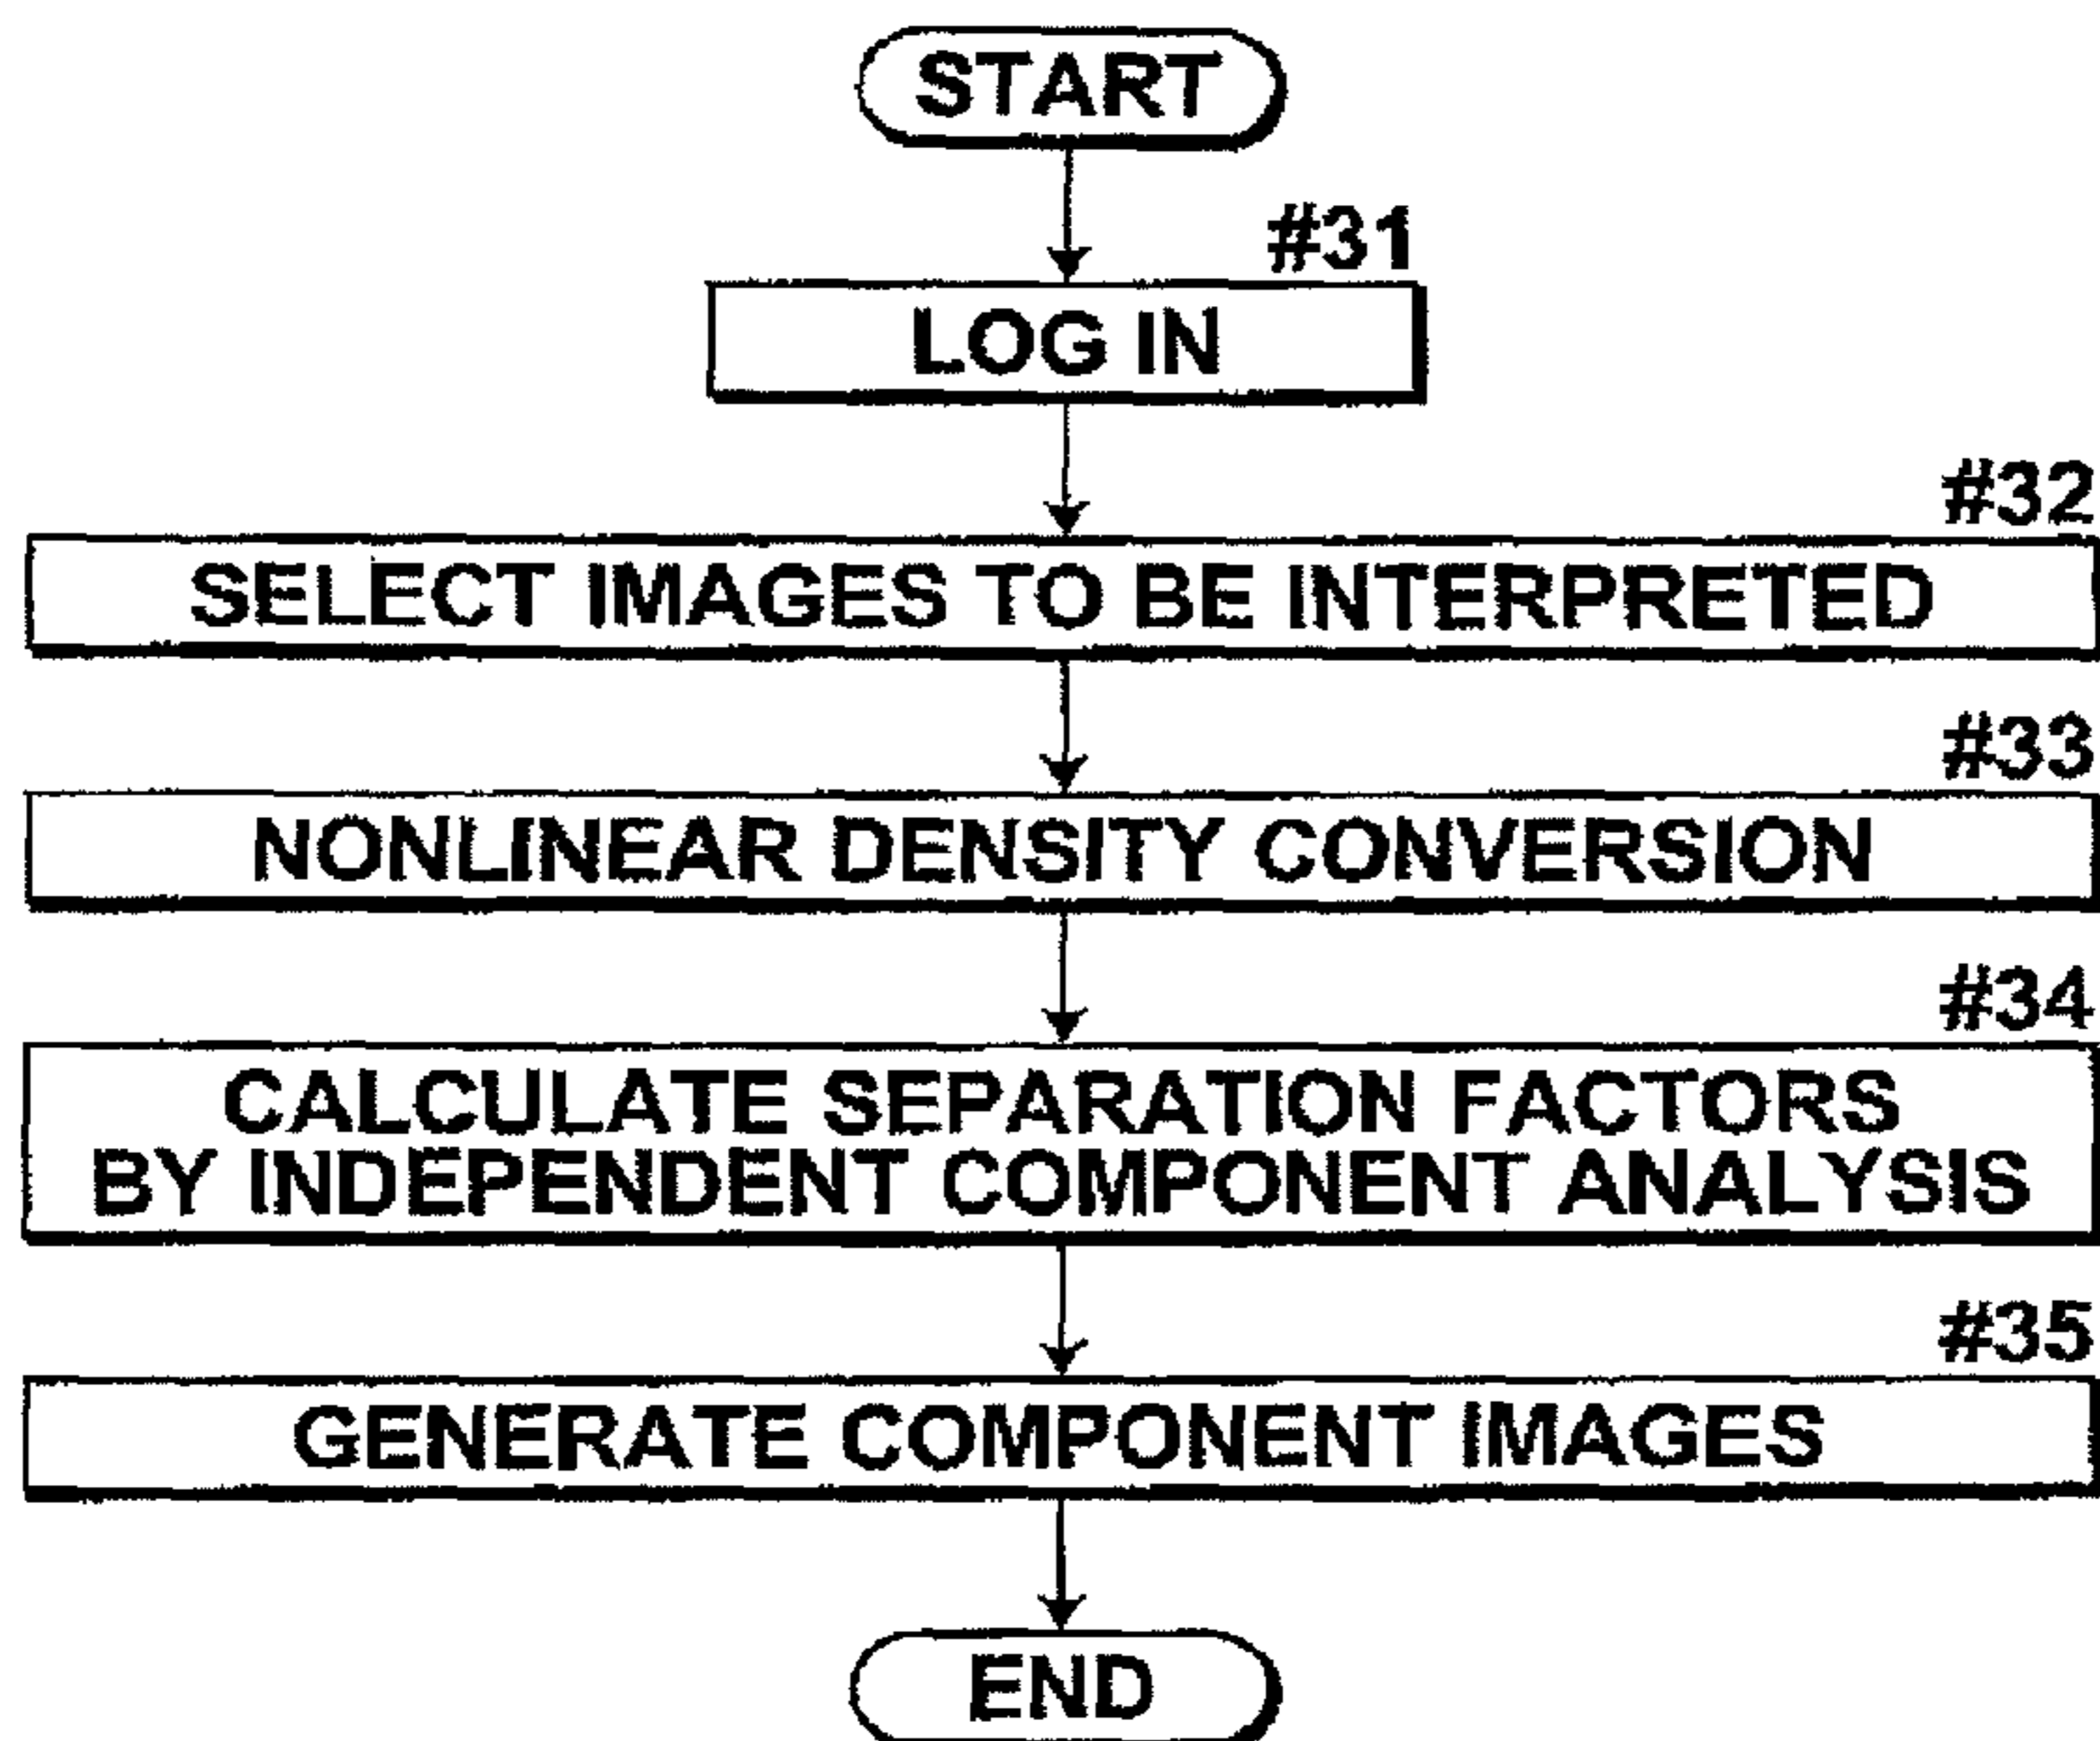 START
#31
LOG IN
#32
SELECT IMAGES TO BE INTERPRETED
#33
NONLINEAR DENSITY CONVERSION
#34
CALCULATE SEPARATION FACTORS
BY INDEPENDENT COMPONENT ANALYSIS
#35
GENERATE COMPONENT IMAGES
END